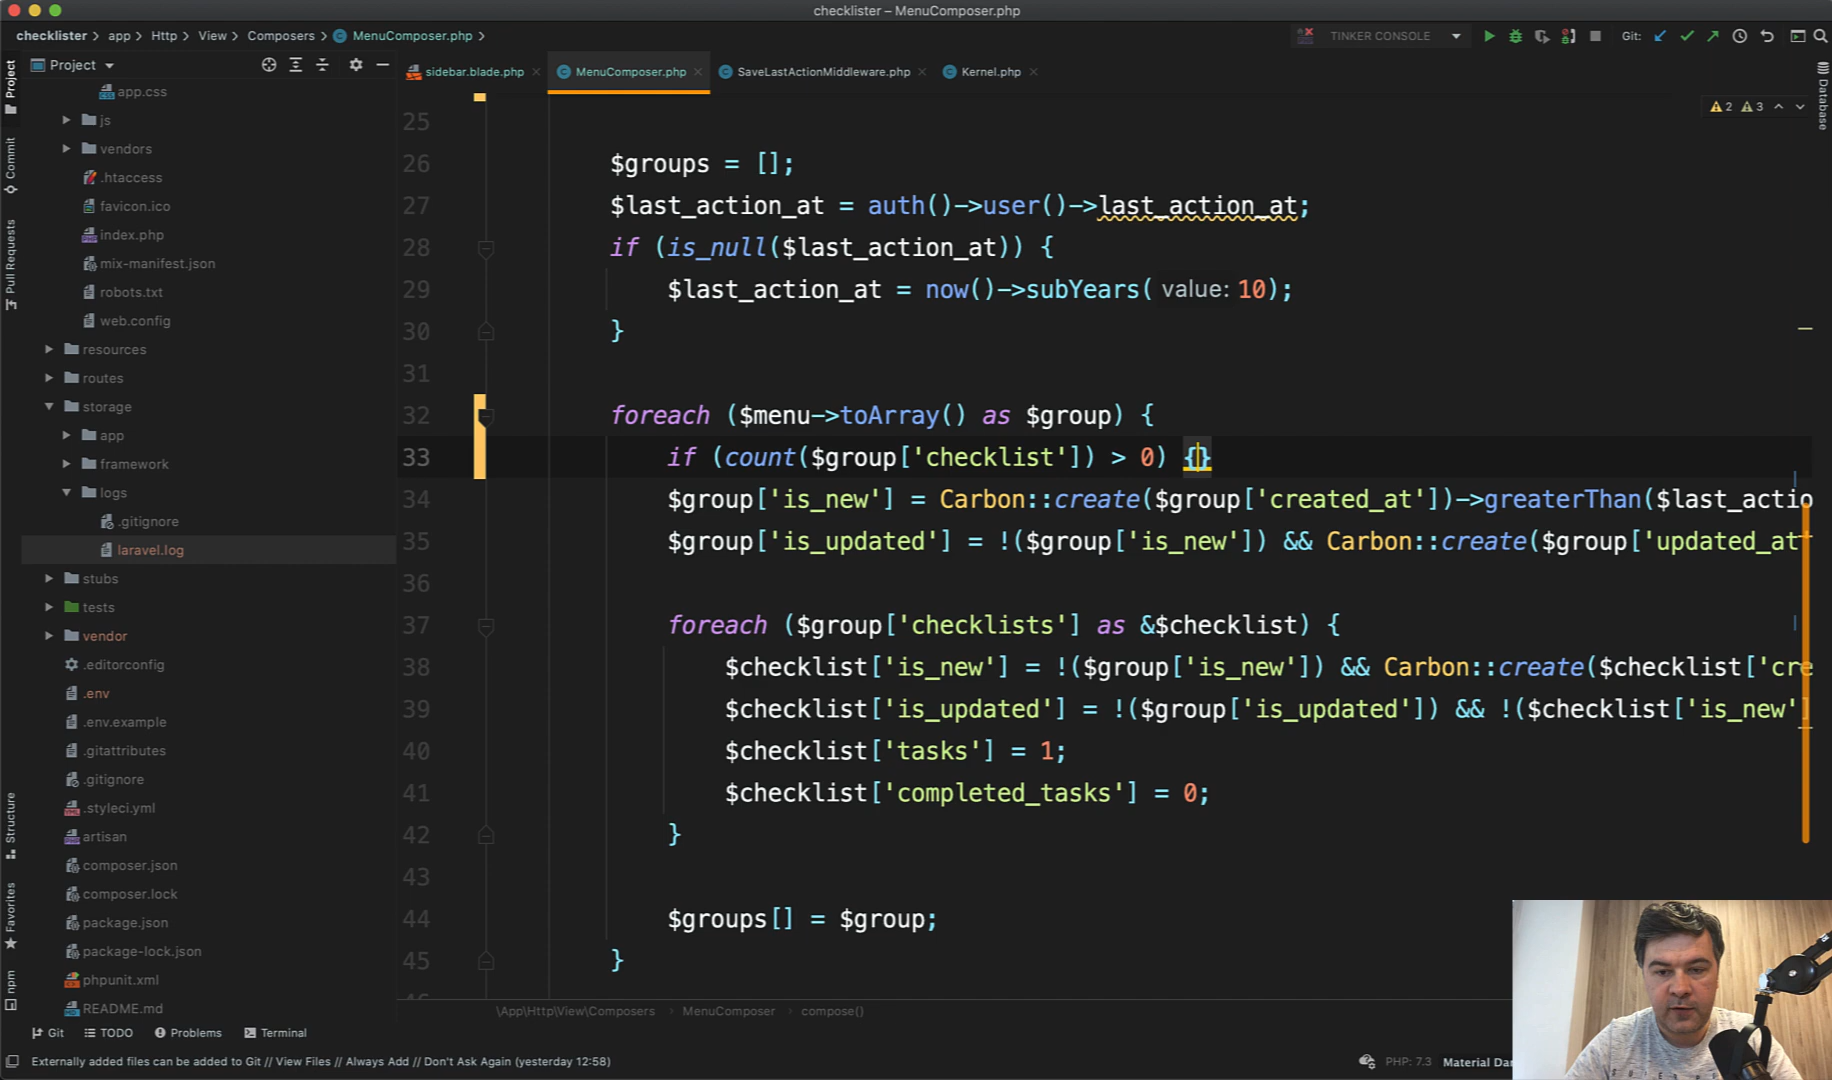 checklister – MenuComposer.php
checklister > app > Http > View > Composers > MenuComposer.php >
TINKER CONSOLE
Git:
Project
sidebar.blade.php
MenuComposer.php
SaveLastActionMiddleware.php
Kernel.php
2 3
Project
Commit
Pull Requests
Structure
Favorites
npm
Database
app.css
js
vendors
.htaccess
favicon.ico
index.php
mix-manifest.json
robots.txt
web.config
resources
routes
storage
app
framework
logs
.gitignore
laravel.log
stubs
tests
vendor
.editorconfig
.env
.env.example
.gitattributes
.gitignore
.styleci.yml
artisan
composer.json
composer.lock
package.json
package-lock.json
phpunit.xml
README.md
25
26 $groups = [];
27 $last_action_at = auth()->user()->last_action_at;
28 if (is_null($last_action_at)) {
29 $last_action_at = now()->subYears( value: 10);
30 }
31
32 foreach ($menu->toArray() as $group) {
33 if (count($group['checklist']) > 0) {}
34 $group['is_new'] = Carbon::create($group['created_at'])->greaterThan($last_actio
35 $group['is_updated'] = !($group['is_new']) && Carbon::create($group['updated_at
36
37 foreach ($group['checklists'] as &$checklist) {
38 $checklist['is_new'] = !($group['is_new']) && Carbon::create($checklist['cre
39 $checklist['is_updated'] = !($group['is_updated']) && !($checklist['is_new']
40 $checklist['tasks'] = 1;
41 $checklist['completed_tasks'] = 0;
42 }
43
44 $groups[] = $group;
45 }
\App\Http\View\Composers > MenuComposer > compose()
Git TODO Problems Terminal
Externally added files can be added to Git // View Files // Always Add // Don't Ask Again (yesterday 12:58)
PHP: 7.3 Material Dar